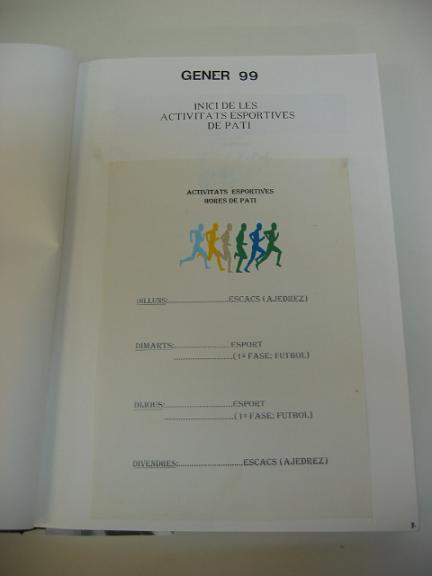 GENER 99
INICI DE LES
ACTIVITATS ESPORTIVES
DE PATI
ACTIVITATS ESPORTIVES
HORES DE PATI
DILLUNS:..........................ESCACS (AJEDREZ)
DIMARTS:........................ESPORT
.........................(1ª FASE: FUTBOL)
DIJOUS:.............................ESPORT
.............................(1ª FASE: FUTBOL)
DIVENDRES:...........................ESCACS (AJEDREZ)